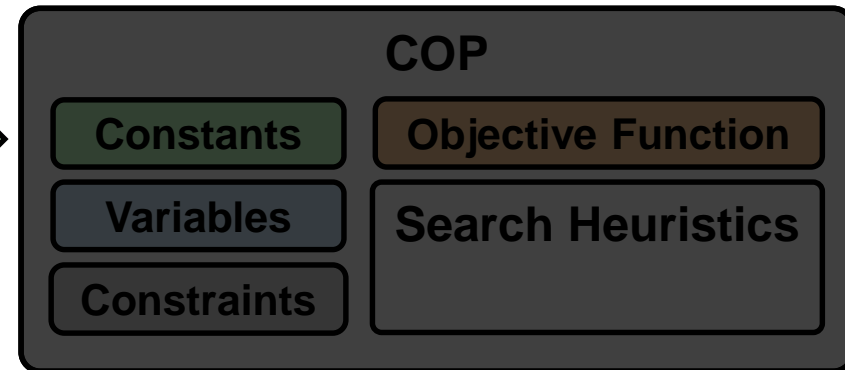 COP
Constants
Objective Function
Variables
Search Heuristics
Constraints